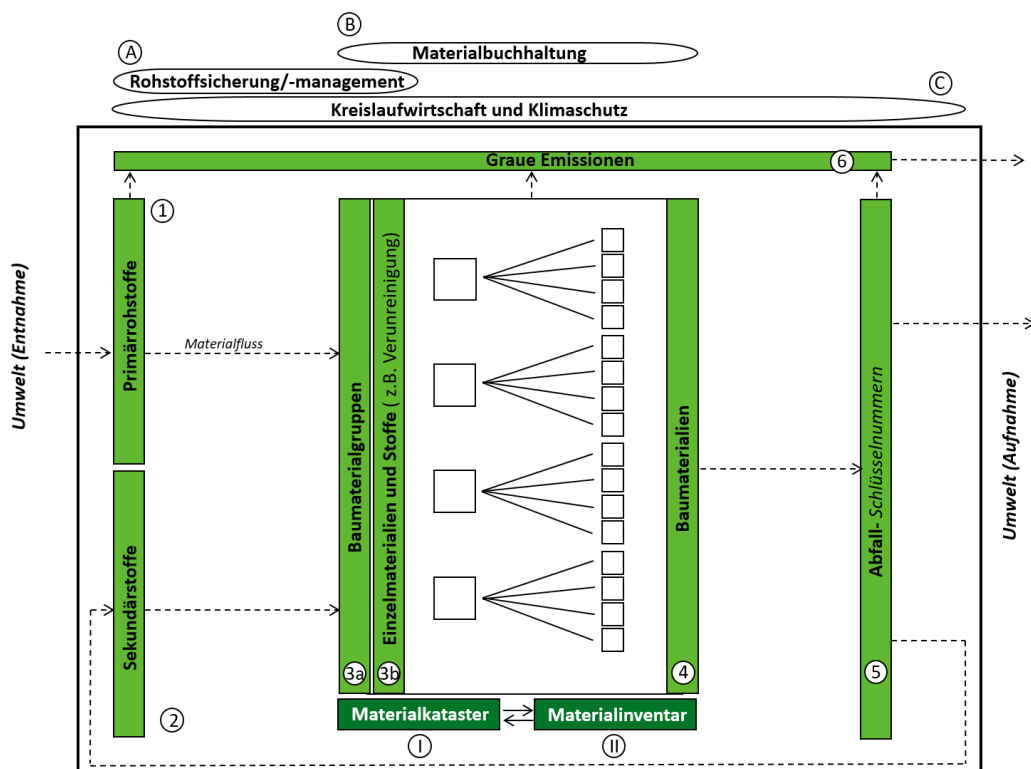 B
Materialbuchhaltung
A
Rohstoffsicherung/-management
C
Kreislaufwirtschaft und Klimaschutz
Graue Emissionen
6
1
Umwelt (Entnahme)
Primärrohstoffe
Materialfluss
Sekundärstoffe
2
Baumaterialgruppen
3a
Einzelmaterialien und Stoffe ( z.B. Verunreinigung)
3b
Baumaterialien
4
Abfall- Schlüsselnummern
5
Umwelt (Aufnahme)
Materialkataster
Materialinventar
I
II